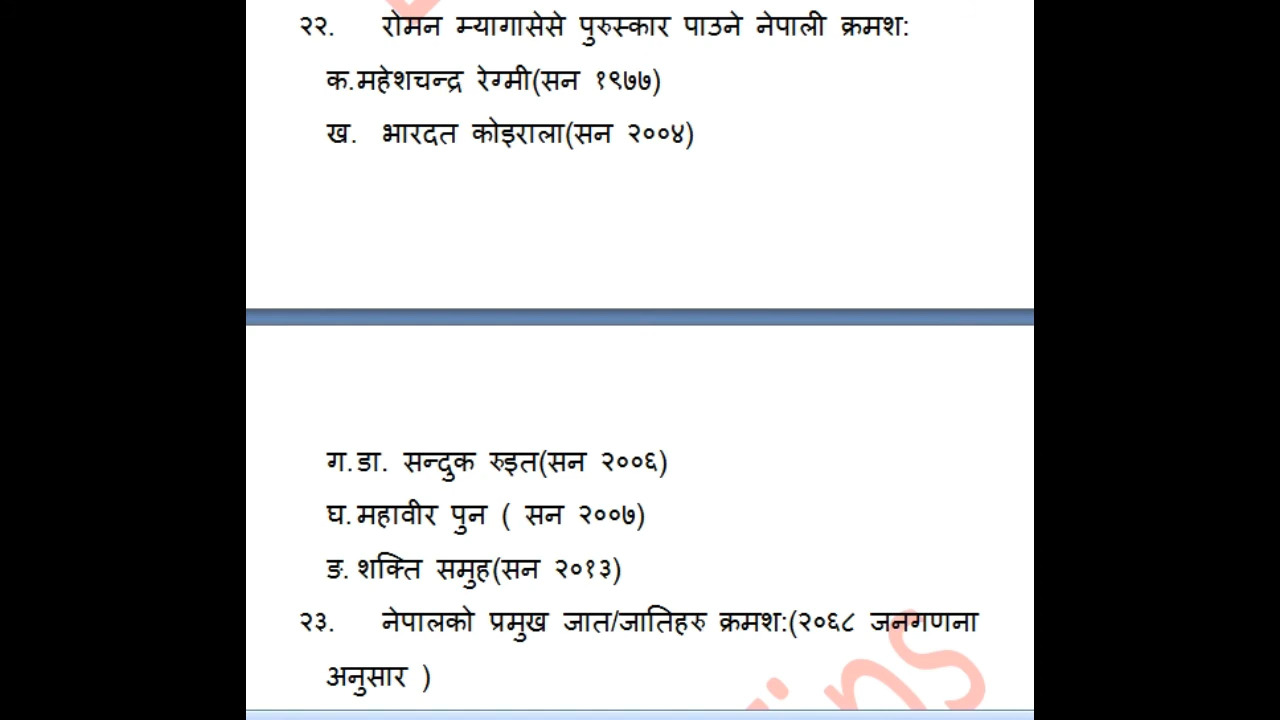 २२. रोमन म्यागासेसे पुरुस्कार पाउने नेपाली क्रमश:
क.महेशचन्द्र रेग्मी(सन १९७७)
ख. भारदत कोइराला(सन २००४)
ग.डा. सन्दुक रुइत(सन २००६)
घ.महावीर पुन ( सन २००७)
ङ. शक्ति समुह(सन २०१३)
२३. नेपालको प्रमुख जात/जातिहरु क्रमश:(२०६८ जनगणना
अनुसार )